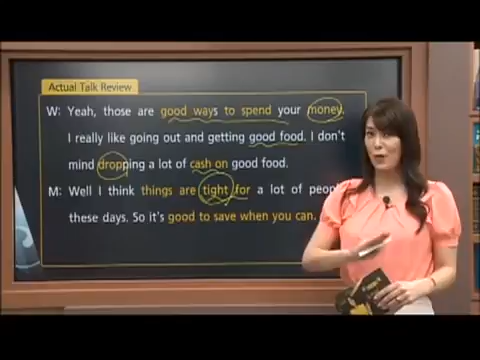 Actual Talk Review
W: Yeah, those are good ways to spend your money.
I really like going out and getting good food. I don't
mind dropping a lot of cash on good food.
M: Well I think things are tight for a lot of peop
these days. So it's good to save when you can.